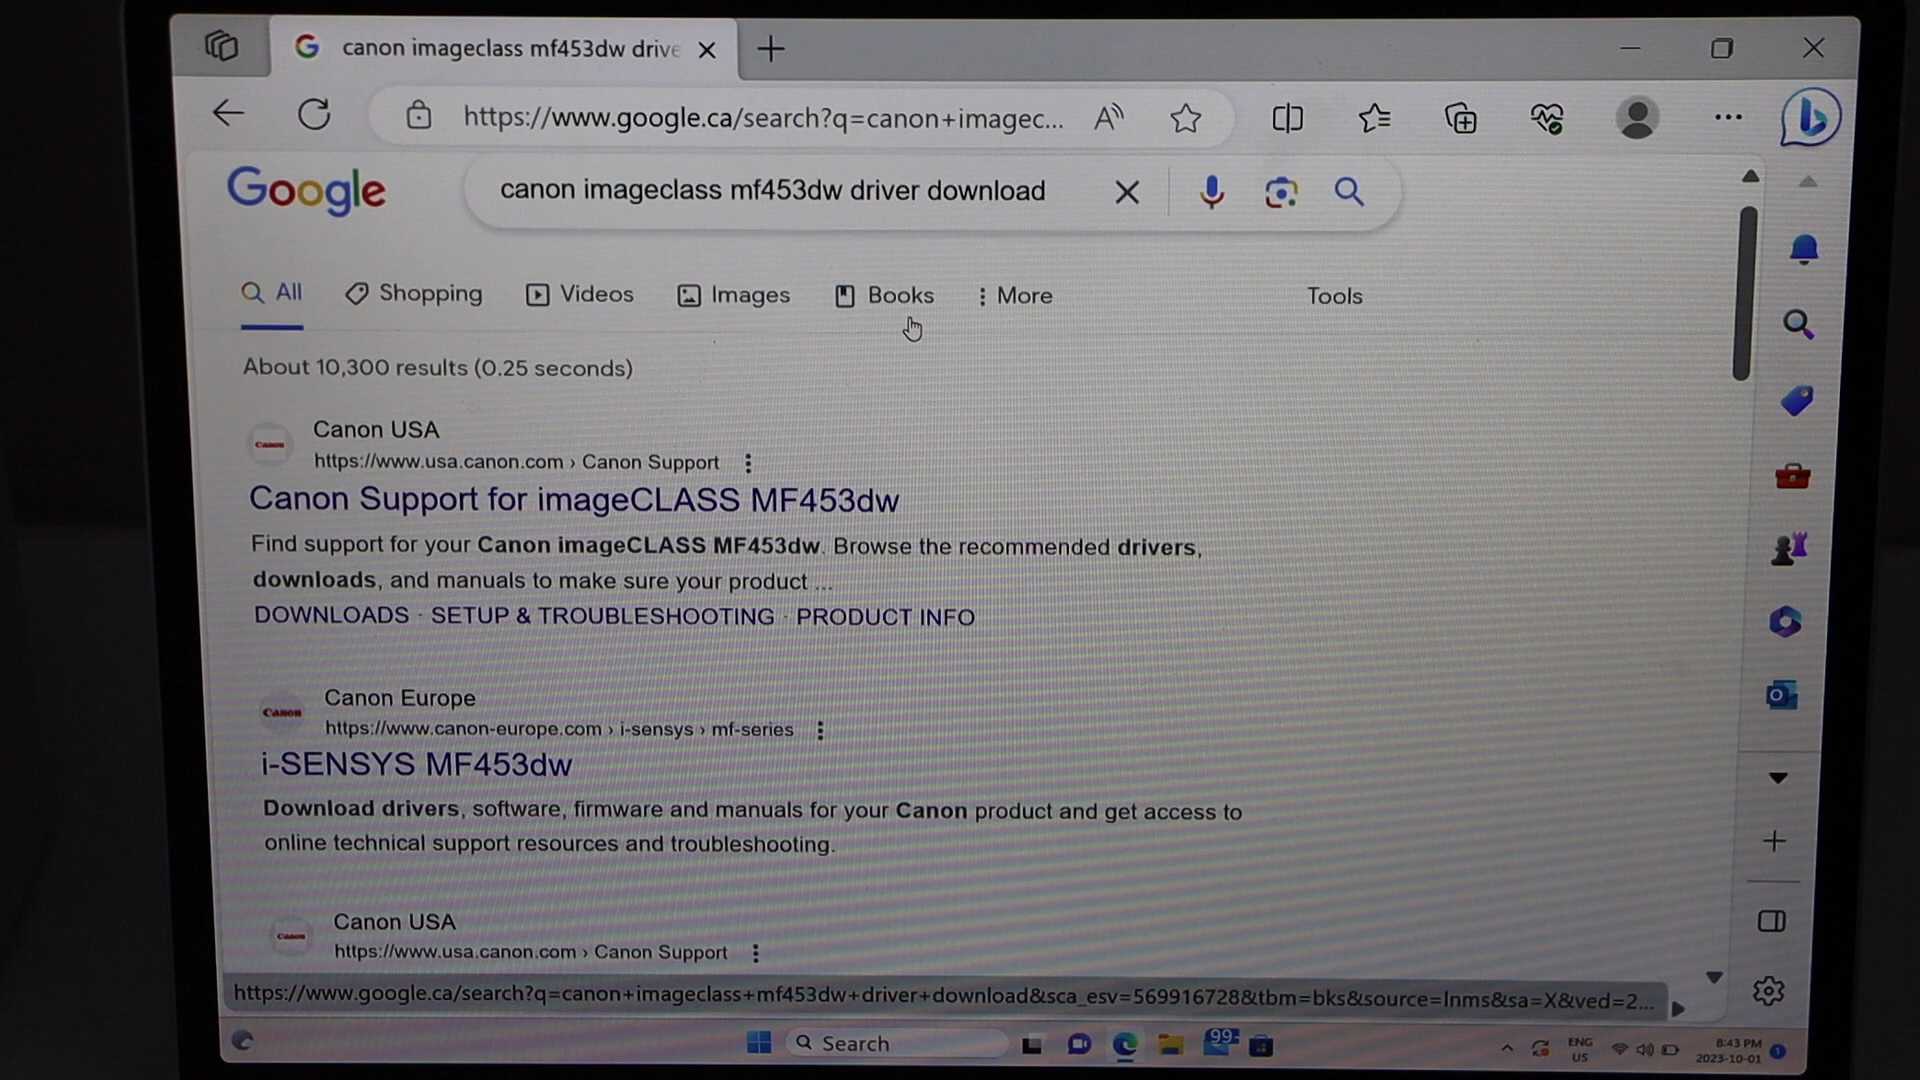 canon imageclass mf453dw drive
https://www.google.ca/search?q=canon+imagec...
Google
canon imageclass mf453dw driver download
All Shopping Videos Images Books More Tools
About 10,300 results (0.25 seconds)
Canon
Canon USA
https://www.usa.canon.com › Canon Support
Canon Support for imageCLASS MF453dw
Find support for your Canon imageCLASS MF453dw. Browse the recommended drivers,
downloads, and manuals to make sure your product ...
DOWNLOADS · SETUP & TROUBLESHOOTING · PRODUCT INFO
Canon
Canon Europe
https://www.canon-europe.com › i-sensys › mf-series
i-SENSYS MF453dw
Download drivers, software, firmware and manuals for your Canon product and get access to
online technical support resources and troubleshooting.
Canon
Canon USA
https://www.usa.canon.com › Canon Support
https://www.google.ca/search?q=canon+imageclass+mf453dw+driver+download&sca_esv=569916728&tbm=bks&source=lnms&sa=X&ved=2...
Search
99+
ENG
US
8:43 PM
2023-10-01
1